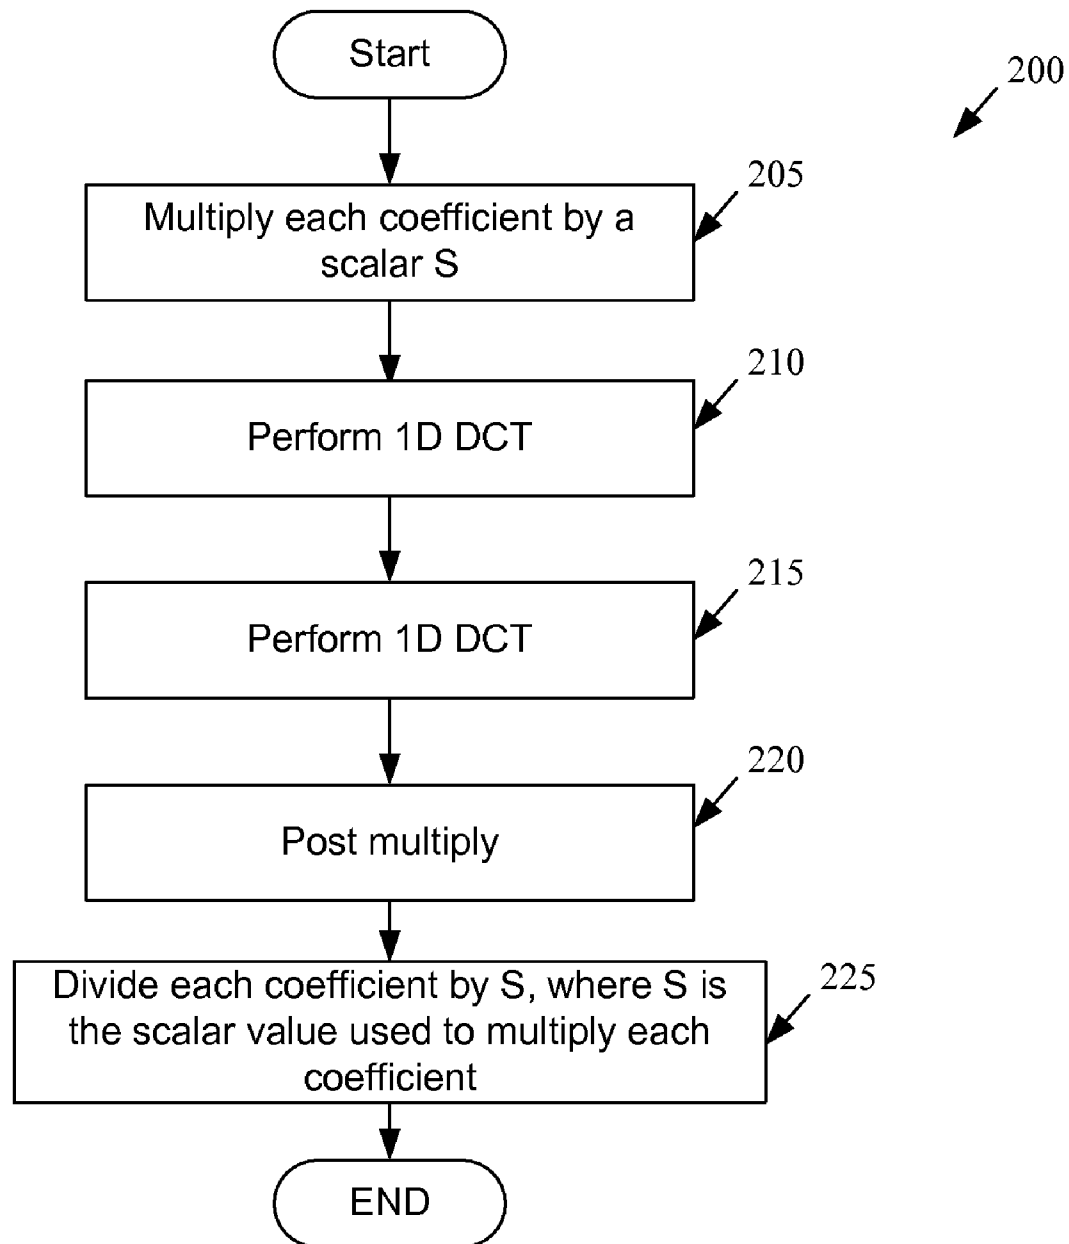 Start
200
205
Multiply each coefficient by a
scalar S
210
Perform 1D DCT
215
Perform 1D DCT
220
Post multiply
225
Divide each coefficient by S, where S is
the scalar value used to multiply each
coefficient
END